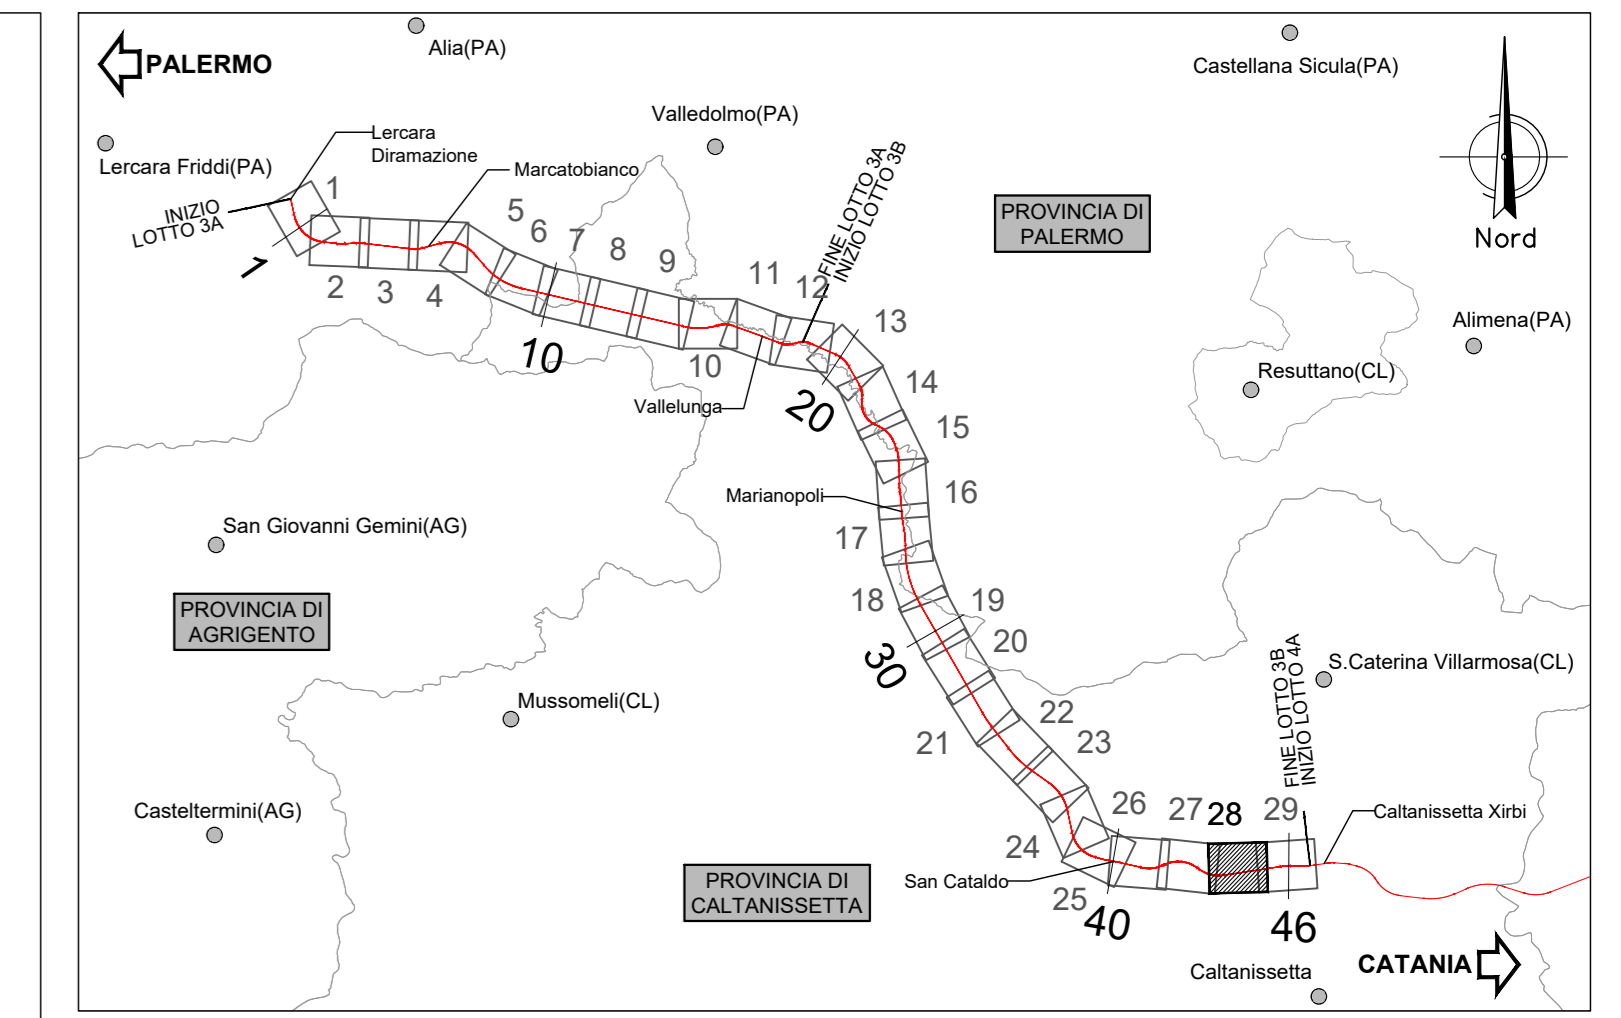 Alia(PA)
PALERMO
Castellana Sicula(PA)
Valledolmo(PA)
Lercara
Diramazione
Lercara Friddi(PA)
Marcatobianco
INIZIO
LOTTO 3A
FINE LOTTO 3A
INIZIO LOTTO 3B
PROVINCIA DI
PALERMO
Nord
1
1
2
3
4
5
6
7
8
9
10
10
11
12
13
Alimena(PA)
Resuttano(CL)
14
Vallelunga
20
15
Marianopoli
16
San Giovanni Gemini(AG)
17
PROVINCIA DI
AGRIGENTO
18
19
20
30
FINE LOTTO 3B
INIZIO LOTTO 4A
S.Caterina Villarmosa(CL)
Mussomeli(CL)
21
22
23
Casteltermini(AG)
24
26
27
28
29
Caltanissetta Xirbi
PROVINCIA DI
CALTANISSETTA
San Cataldo
25
40
46
Caltanissetta
CATANIA